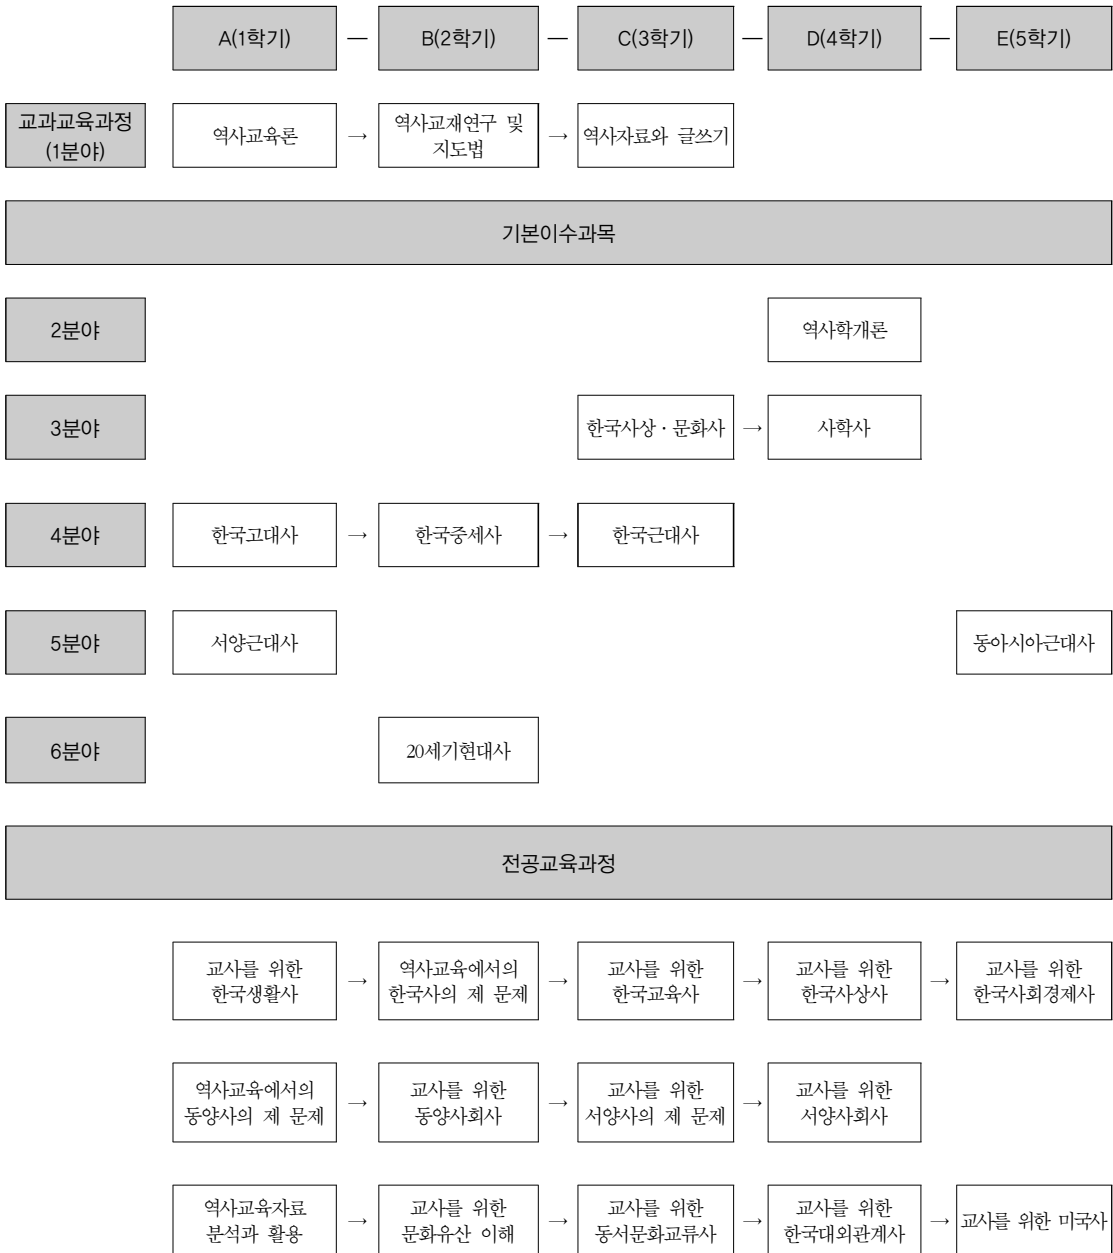 A(1학기) — B(2학기) — C(3학기) — D(4학기) — E(5학기)
교과교육과정
(1분야)
역사교육론 →
역사교재연구 및
지도법
→ 역사자료와 글쓰기
기본이수과목
2분야
역사학개론
3분야
한국사상·문화사 → 사학사
4분야
한국고대사 → 한국중세사 → 한국근대사
5분야
서양근대사
동아시아근대사
6분야
20세기현대사
전공교육과정
교사를 위한
한국생활사
→
역사교육에서의
한국사의 제 문제
→
교사를 위한
한국교육사
→
교사를 위한
한국사상사
→
교사를 위한
한국사회경제사
역사교육에서의
동양사의 제 문제
→
교사를 위한
동양사회사
→
교사를 위한
서양사의 제 문제
→
교사를 위한
서양사회사
역사교육자료
분석과 활용
→
교사를 위한
문화유산 이해
→
교사를 위한
동서문화교류사
→
교사를 위한
한국대외관계사
→ 교사를 위한 미국사